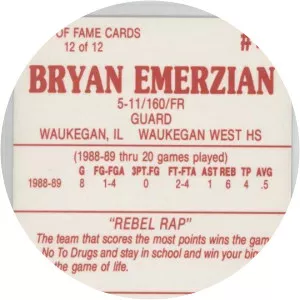 OF FAME CARDS
12 of 12
BRYAN EMERZIAN
5-11/160/FR
GUARD
WAUKEGAN, IL WAUKEGAN WEST HS
(1988-89 thru 20 games played)
G FG-FGA 3PT.FG FT-FTA AST REB TP AVG
1988-89 8 1-4 0 2-5 1 6 4 .5
"REBEL RAP"
The team that scores the most points wins the gam
No To Drugs and stay in school and win your big
the game of life.